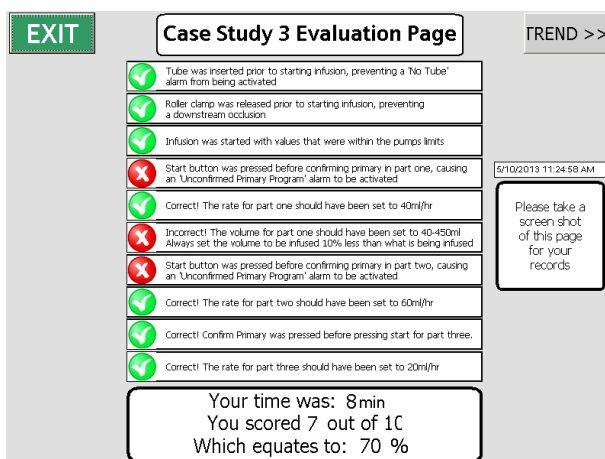 EXIT
Case Study 3 Evaluation Page
TREND >>
Tube was inserted prior to starting infusion, preventing a 'No Tube'
alarm from being activated
Roller clamp was released prior to starting infusion, preventing
a downstream occlusion
Infusion was started with values that were within the pumps limits
Start button was pressed before confirming primary in part one, causing
an 'Unconfirmed Primary Program' alarm to be activated
5/10/2013 11:24:58 AM
Correct! The rate for part one should have been set to 40ml/hr
Incorrect! The volume for part one should have been set to 40-450ml
Always set the volume to be infused 10% less than what is being infused
Start button was pressed before confirming primary in part two, causing
an 'Unconfirmed Primary Program' alarm to be activated
Correct! The rate for part two should have been set to 60ml/hr
Correct! Confirm Primary was pressed before pressing start for part three.
Correct! The rate for part three should have been set to 20ml/hr
Please take a
screen shot
of this page
for your
records
Your time was: 8min
You scored 7 out of 10
Which equates to: 70 %